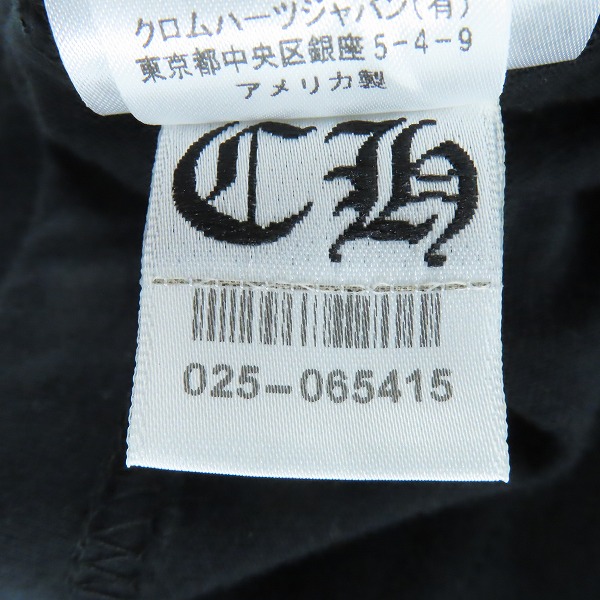 クロムハーツジャパン(有)
東京都中央区銀座5-4-9
アメリカ製
CH
025-065415